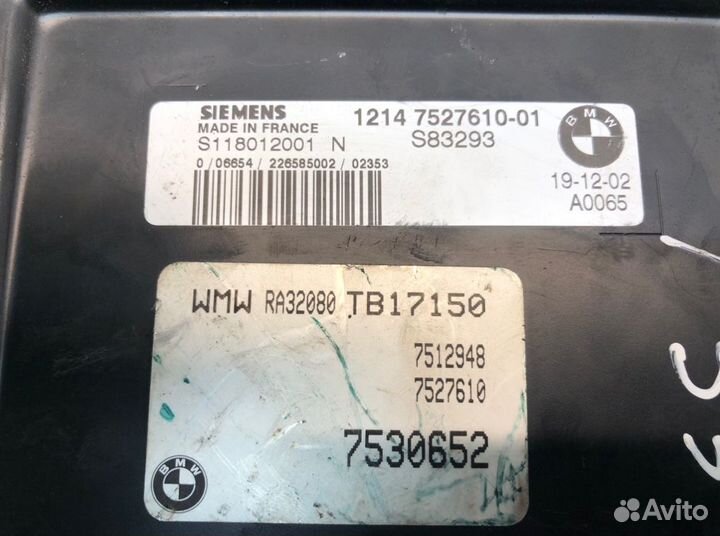 SIEMENS 1214 7527610-01
MADE IN FRANCE
S118012001 N S83293
0 / 06654 / 226585002 / 02353
BMW
19-12-02
A0065
WMW RA32080 TB17150
7512948
7527610
7530652
BMW
Avito